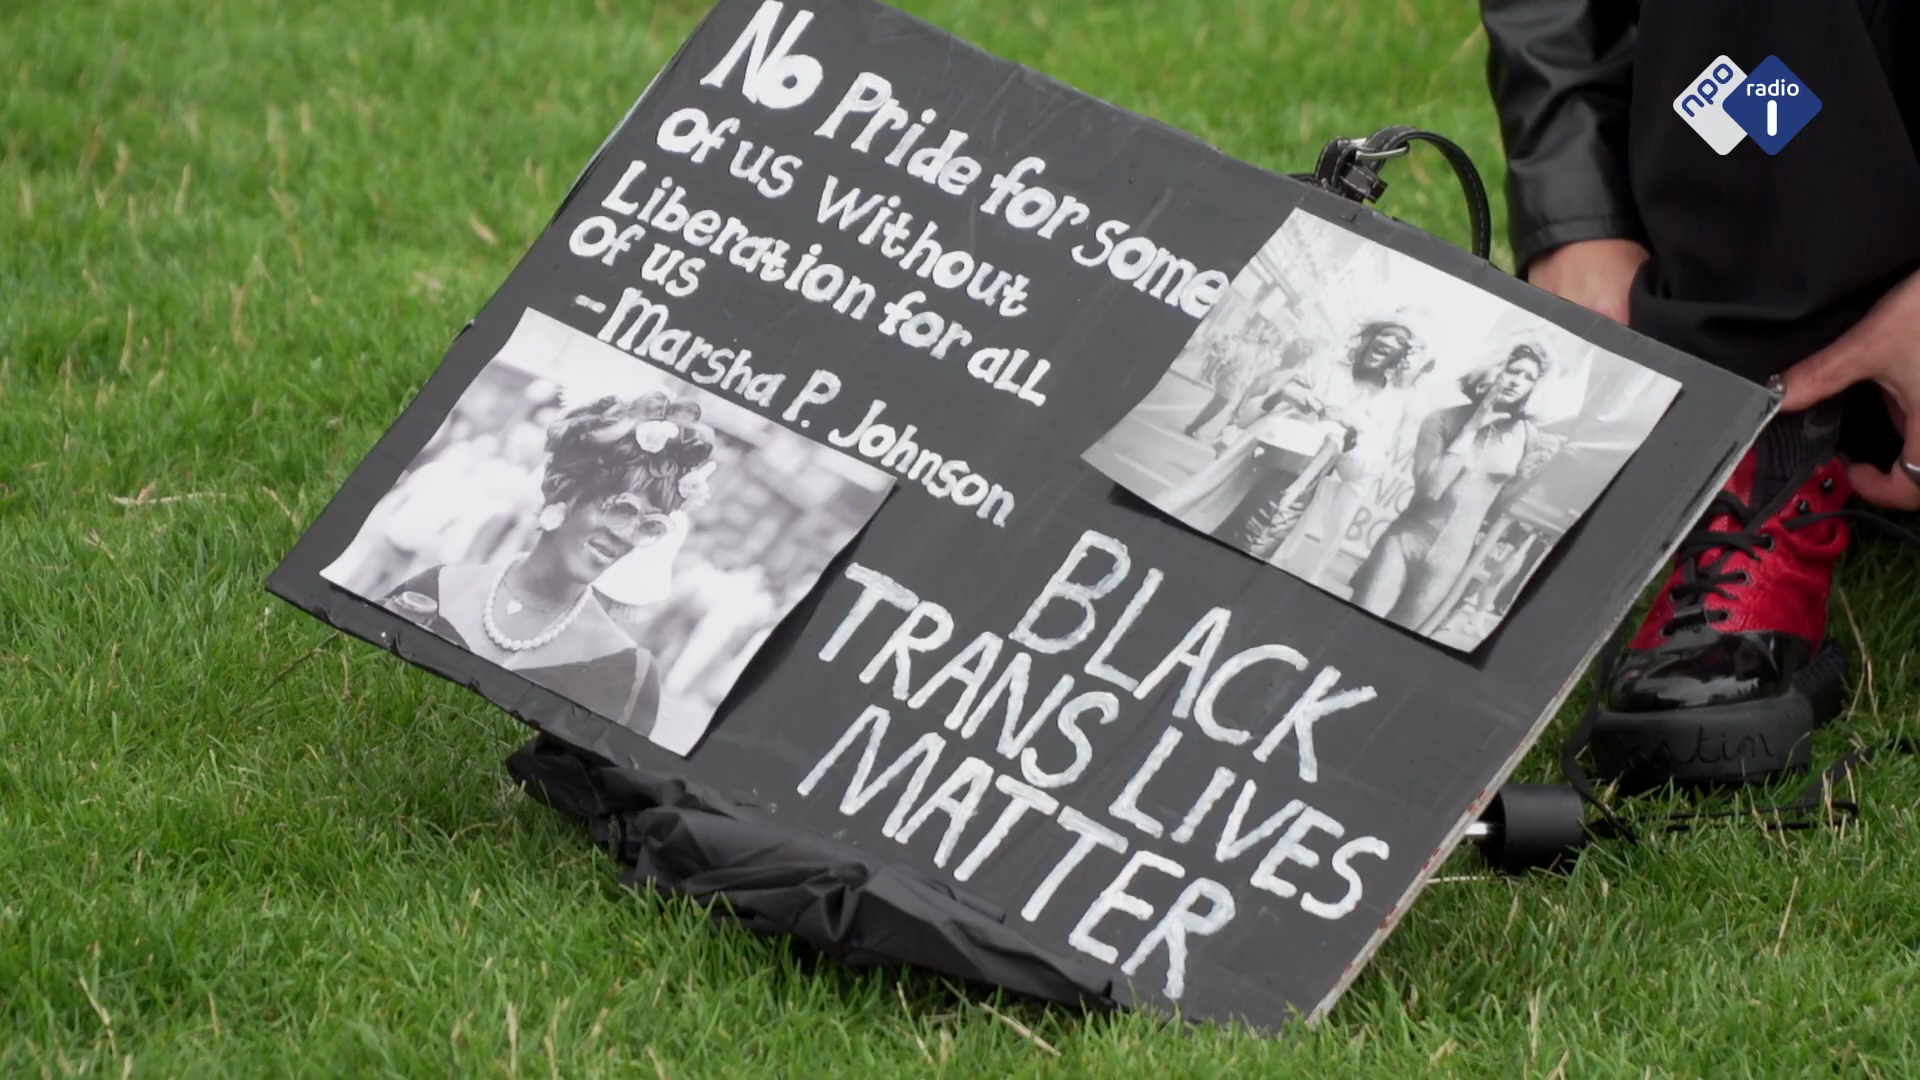 No Pride for some
of us Without
Liberation for all
of us
-Marsha P. Johnson
BLACK
TRANS LIVES
MATTER
npo
radio
1